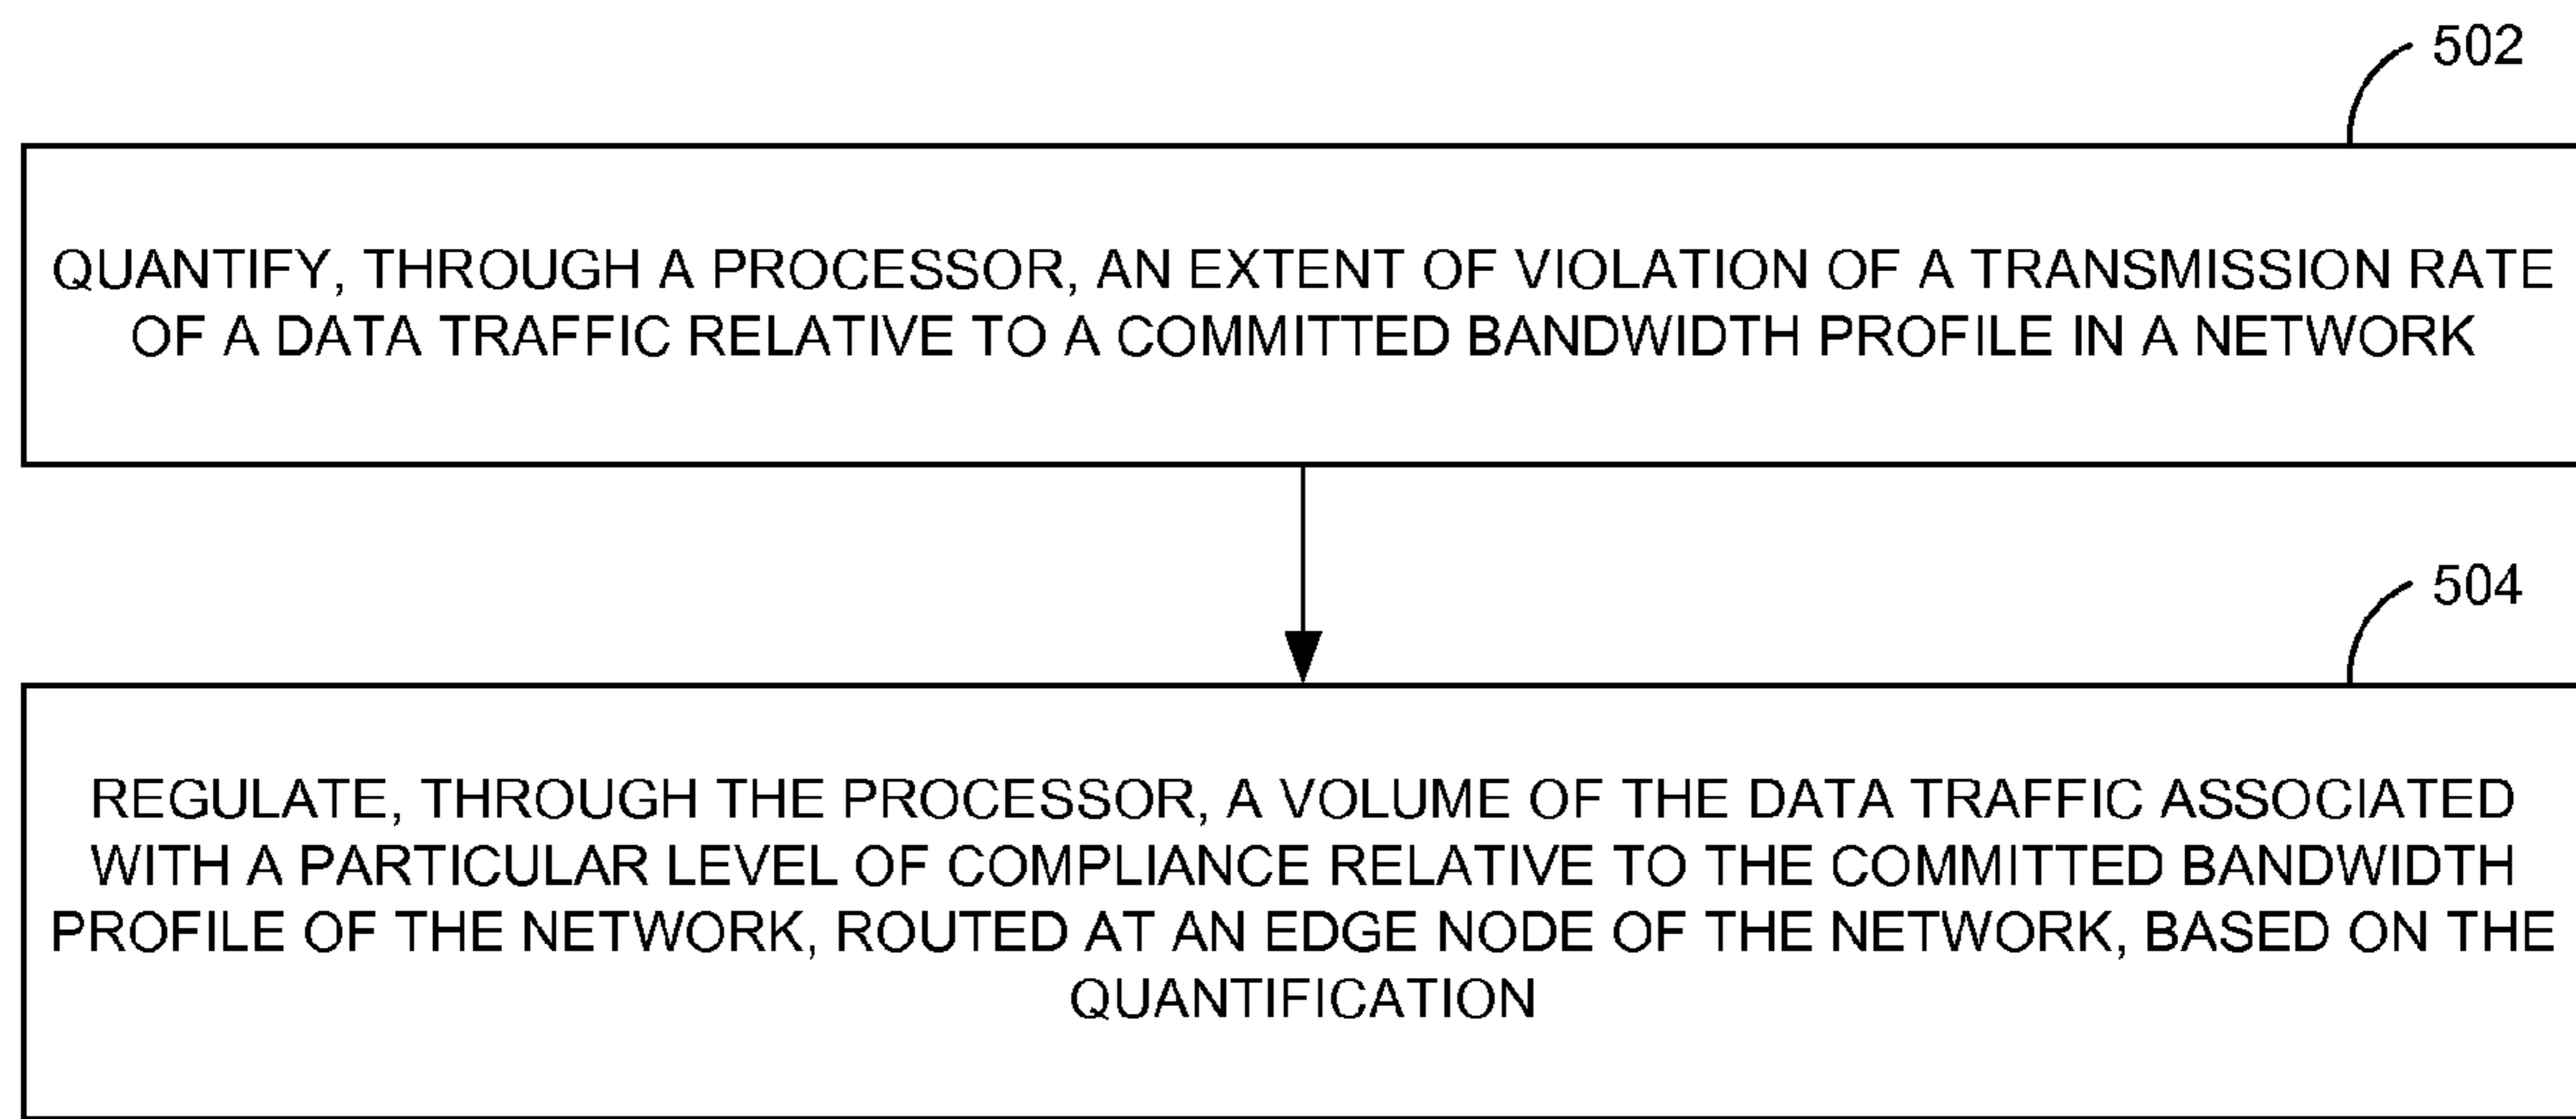 502
QUANTIFY, THROUGH A PROCESSOR, AN EXTENT OF VIOLATION OF A TRANSMISSION RATE
OF A DATA TRAFFIC RELATIVE TO A COMMITTED BANDWIDTH PROFILE IN A NETWORK
504
REGULATE, THROUGH THE PROCESSOR, A VOLUME OF THE DATA TRAFFIC ASSOCIATED
WITH A PARTICULAR LEVEL OF COMPLIANCE RELATIVE TO THE COMMITTED BANDWIDTH
PROFILE OF THE NETWORK, ROUTED AT AN EDGE NODE OF THE NETWORK, BASED ON THE
QUANTIFICATION